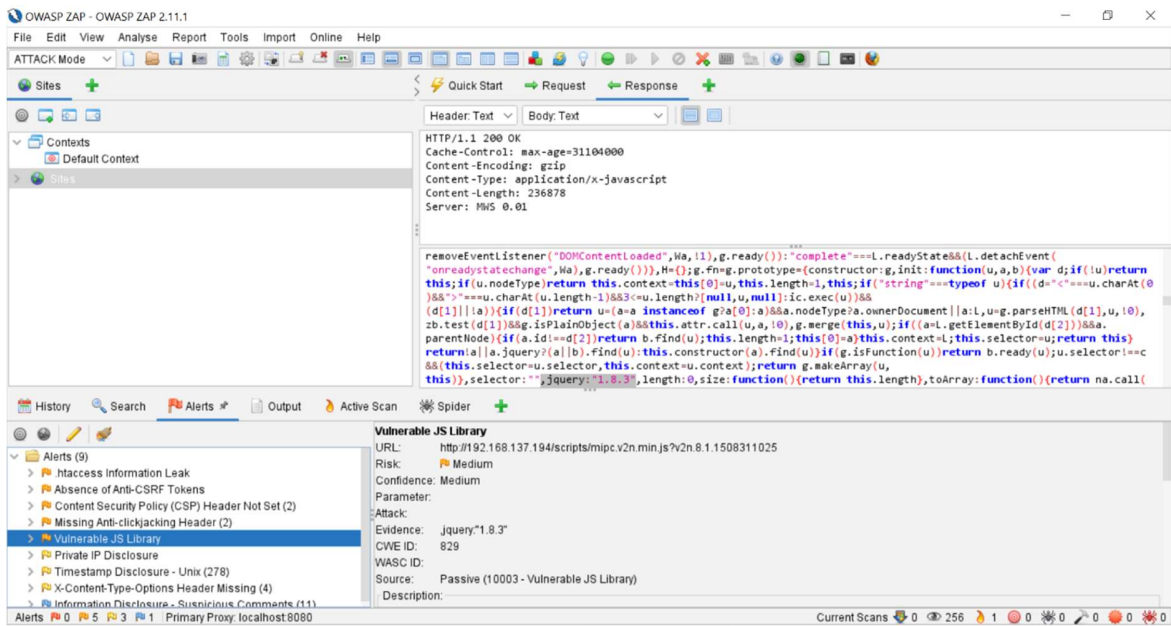 OWASP ZAP - OWASP ZAP 2.11.1
File Edit View Analyse Report Tools Import Online Help
ATTACK Mode
Sites
Quick Start Request Response
Header: Text Body: Text
Contexts
Default Context
Sites
HTTP/1.1 200 OK
Cache-Control: max-age=31104000
Content-Encoding: gzip
Content-Type: application/x-javascript
Content-Length: 236878
Server: MWS 0.01
removeEventListener("DOMContentLoaded",Wa,!1),g.ready()):"complete"===L.readyState&&(L.detachEvent(
"onreadystatechange",Wa),g.ready())},H={};g.fn=g.prototype={constructor:g,init:function(u,a,b){var d;if(!u)return
this;if(u.nodeType)return this.context=this[0]=u,this.length=1,this;if("string"===typeof u){if((d="<"===u.charAt(0
)&&">"===u.charAt(u.length-1)&&3<=u.length?[null,u,null]:ic.exec(u))&&
(d[1]||!a)){if(d[1])return u=(a=a instanceof g?a[0]:a)&&a.nodeType?a.ownerDocument||a:L,u=g.parseHTML(d[1],u,!0),
zb.test(d[1])&&g.isPlainObject(a)&&this.attr.call(u,a,!0),g.merge(this,u);if((a=L.getElementById(d[2]))&&a.
parentNode){if(a.id!==d[2])return b.find(u);this.length=1;this[0]=a}this.context=L;this.selector=u;return this}
return!a||a.jquery?(a||b).find(u):this.constructor(a).find(u)}if(g.isFunction(u))return b.ready(u);u.selector!==c
&&(this.selector=u.selector,this.context=u.context);return g.makeArray(u,
this)},selector:"",jquery:"1.8.3",length:0,size:function(){return this.length},toArray:function(){return na.call(
History Search Alerts Output Active Scan Spider
Alerts (9)
.htaccess Information Leak
Absence of Anti-CSRF Tokens
Content Security Policy (CSP) Header Not Set (2)
Missing Anti-clickjacking Header (2)
Vulnerable JS Library
Private IP Disclosure
Timestamp Disclosure - Unix (278)
X-Content-Type-Options Header Missing (4)
Information Disclosure - Suspicious Comments (11)
Vulnerable JS Library
URL: http://192.168.137.194/scripts/mipc.v2n.min.js?v2n.8.1.1508311025
Risk: Medium
Confidence: Medium
Parameter:
Attack:
Evidence: ,jquery:"1.8.3"
CWE ID: 829
WASC ID:
Source: Passive (10003 - Vulnerable JS Library)
Description:
Alerts 0 5 3 1 Primary Proxy: localhost:8080 Current Scans 0 256 1 0 0 0 0 0